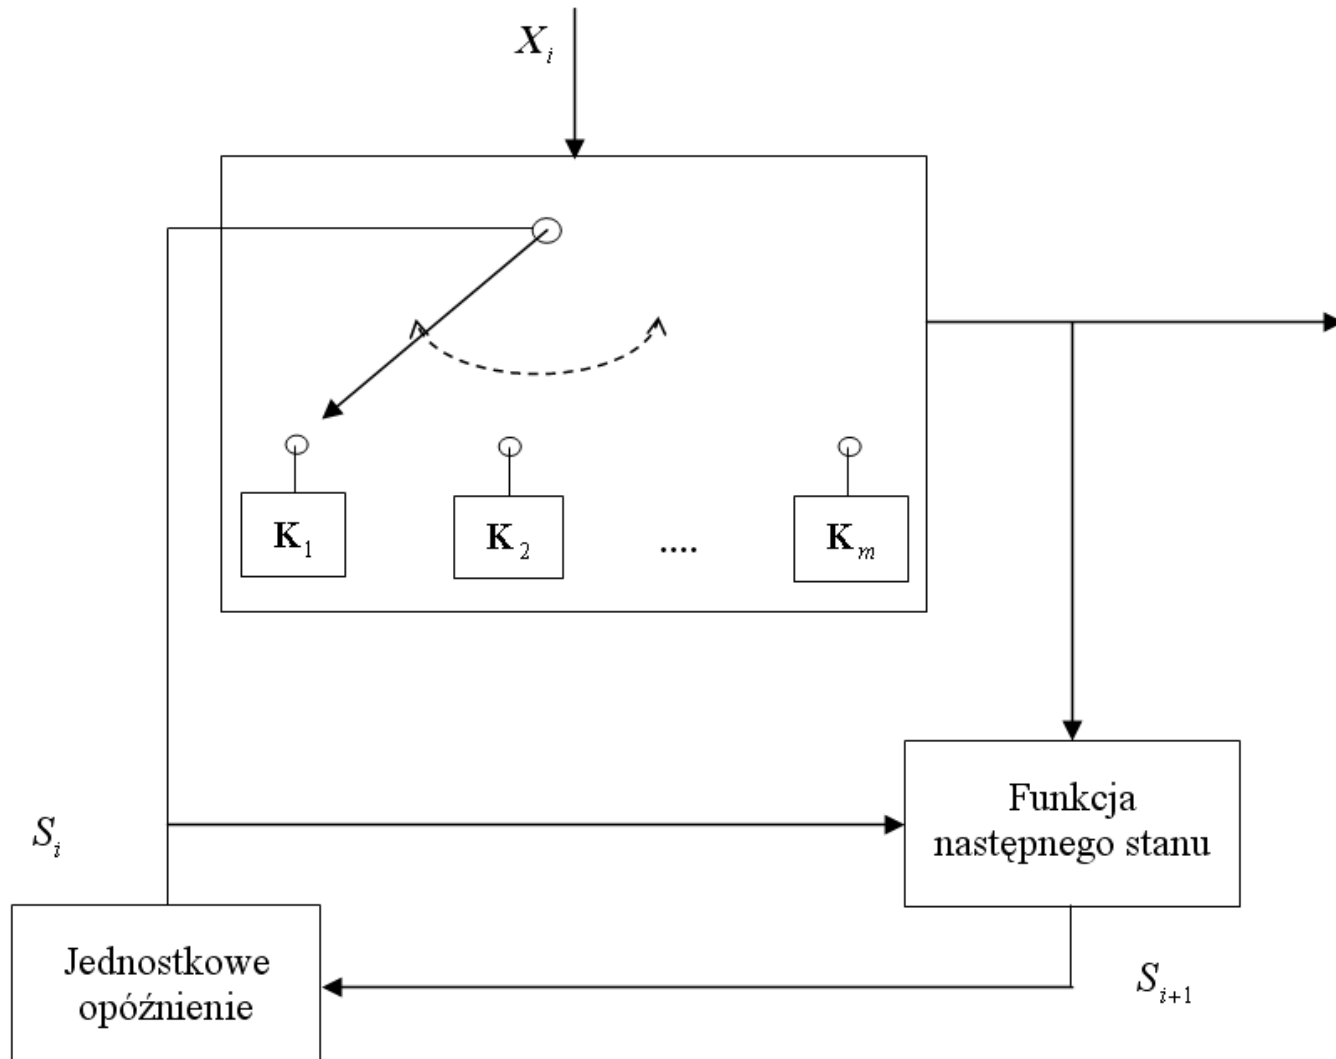 X_i
K_1 K_2 .... K_m
Funkcja
następnego stanu
S_i
Jednostkowe
opóźnienie
S_{i+1}